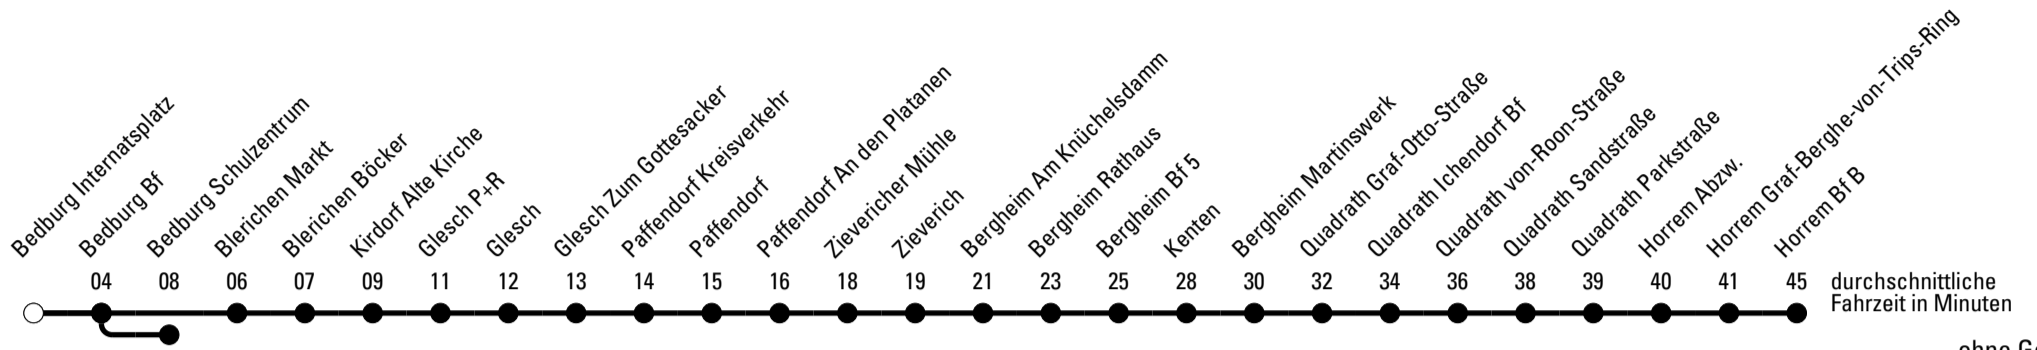 Bedburg Internatsplatz
Bedburg Bf
Bedburg Schulzentrum
Blerichen Markt
Blerichen Böcker
Kirdorf Alte Kirche
Glesch P+R
Glesch
Glesch Zum Gottesacker
Paffendorf Kreisverkehr
Paffendorf
Paffendorf An den Platanen
Zievericher Mühle
Zieverich
Bergheim Am Knüchelsdamm
Bergheim Rathaus
Bergheim Bf 5
Kenten
Bergheim Martinswerk
Quadrath Graf-Otto-Straße
Quadrath Ichendorf Bf
Quadrath von-Roon-Straße
Quadrath Sandstraße
Quadrath Parkstraße
Horrem Abzw.
Horrem Graf-Berghe-von-Trips-Ring
Horrem Bf B
04 08 06 07 09 11 12 13 14 15 16 18 19 21 23 25 28 30 32 34 36 38 39 40 41 45
durchschnittliche
Fahrzeit in Minuten